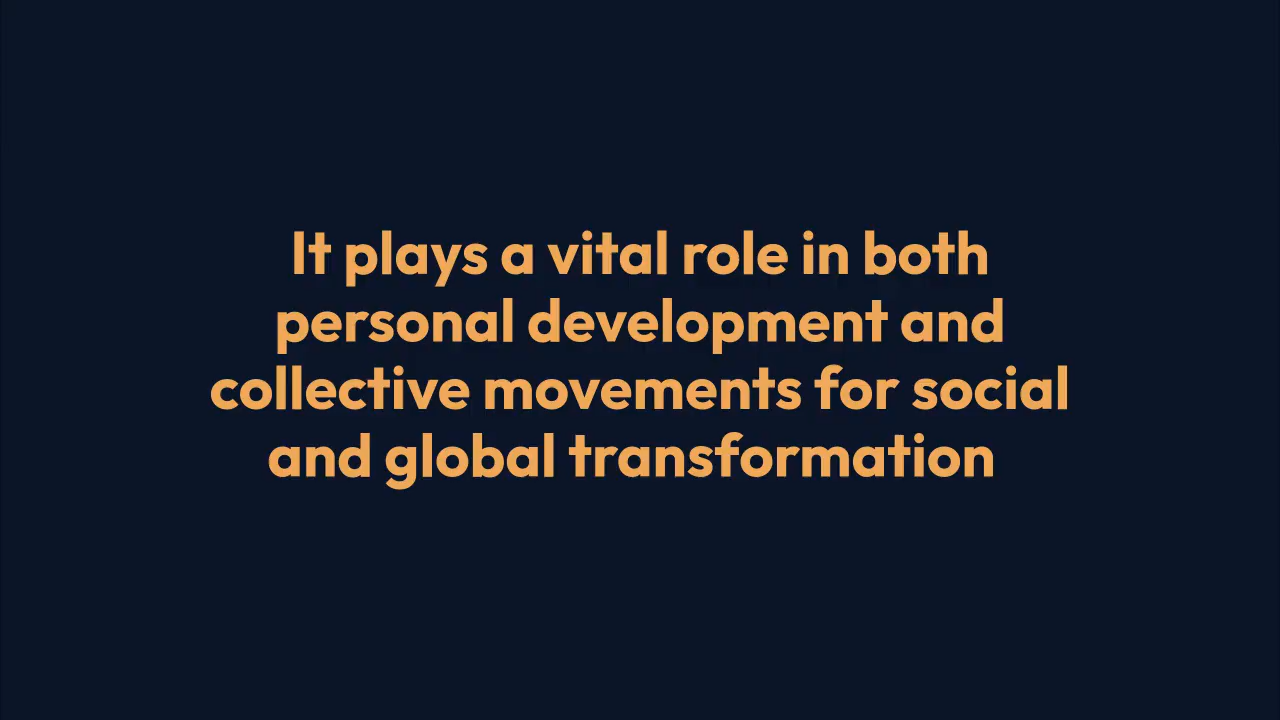 It plays a vital role in both
personal development and
collective movements for social
and global transformation